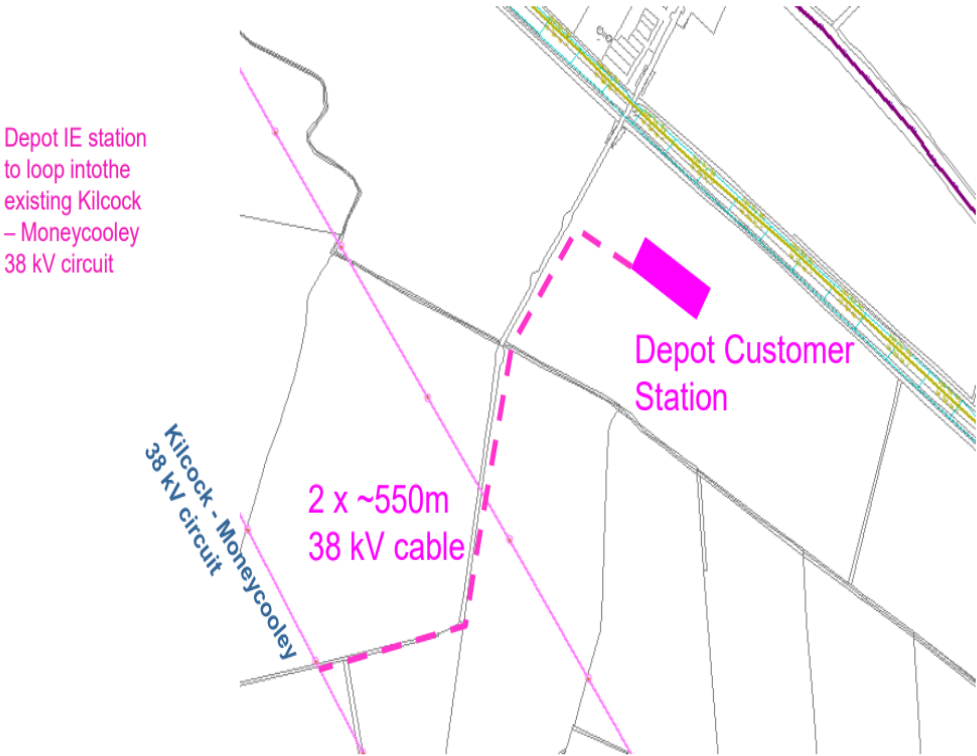 Depot IE station
to loop intothe
existing Kilcock
– Moneycooley
38 kV circuit
Depot Customer
Station
Kilcock - Moneycooley
38 kV circuit
2 x ~550m
38 kV cable